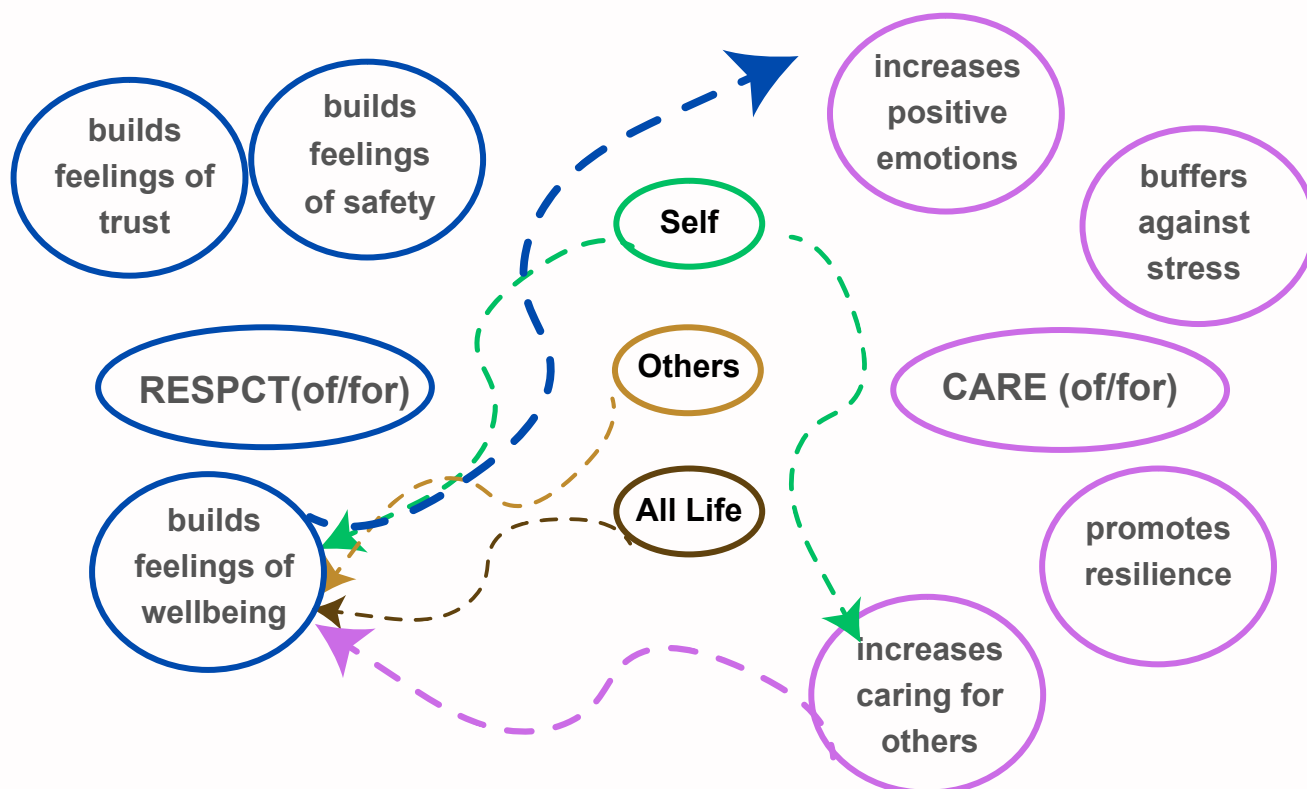 builds
feelings of
trust
builds
feelings
of safety
increases
positive
emotions
buffers
against
stress
Self
Others
All Life
RESPCT(of/for)
CARE (of/for)
builds
feelings of
wellbeing
promotes
resilience
increases
caring for
others